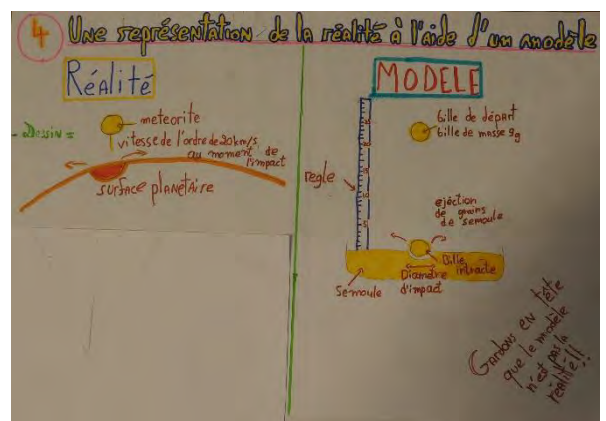 4 Une représentation de la réalité à l'aide d'un modèle
Réalité
- Dessin =
meteorite
vitesse de l'ordre de 20km/s
au moment de
l'impact
surface planétaire
MODELE
bille de départ
bille de masse 9g
regle
ejéction
de grains
de semoule
Bille intacte
Diamètre
d'impact
Semoule
Gardons en tête
que le modèle
n'est pas la
réalité!!